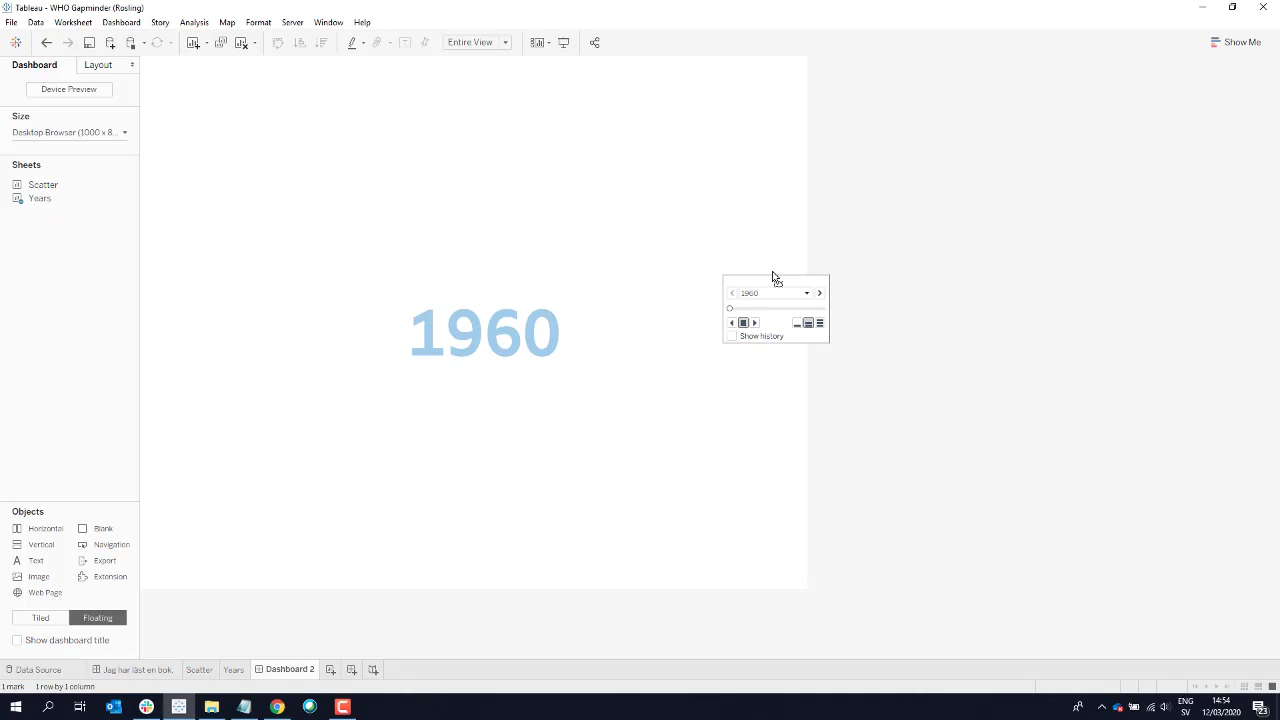 Tableau - WHO Gapminder (Rosling)
File Data Worksheet Dashboard Story Analysis Map Format Server Window Help
Entire View
Show Me
Dashboard Layout
Device Preview
Size
Desktop Browser (1000 x 8...
Sheets
Scatter
Years
1960
1960
Show history
Objects
Horizontal Blank
Vertical Navigation
Text Export
Image Extension
Web Page
Tiled Floating
Show dashboard title
Data Source Jag har läst en bok. Scatter Years Dashboard 2
1 mark 1 row by 1 column
ENG 14:54
SV 12/03/2020
23